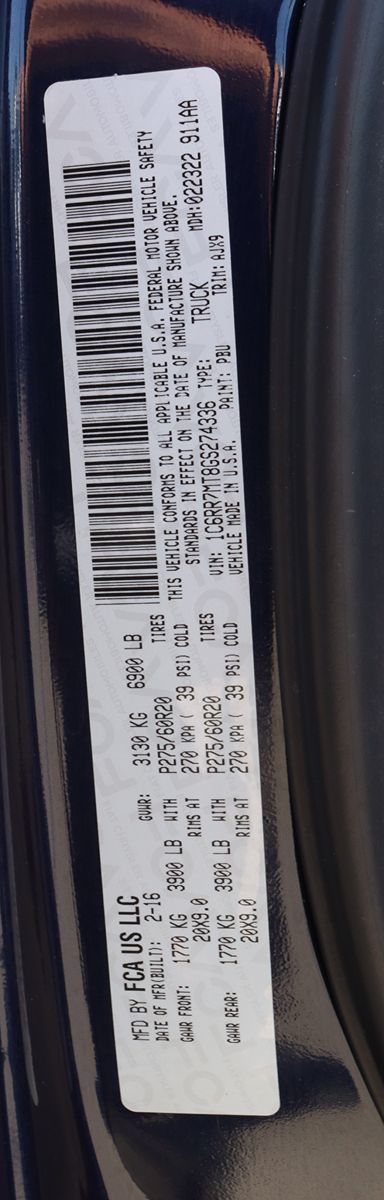 MFD BY FCA US LLC
DATE OF MFR(BUILT): 2-16 GVWR: 3130 KG 6900 LB
GAWR FRONT: 1770 KG 3900 LB WITH P275/60R20 TIRES
20X9.0 RIMS AT 270 KPA ( 39 PSI) COLD
GAWR REAR: 1770 KG 3900 LB WITH P275/60R20 TIRES
20X9.0 RIMS AT 270 KPA ( 39 PSI) COLD
THIS VEHICLE CONFORMS TO ALL APPLICABLE U.S.A. FEDERAL MOTOR VEHICLE SAFETY
STANDARDS IN EFFECT ON THE DATE OF MANUFACTURE SHOWN ABOVE.
VIN: 1C6RR7MT8GS274336 TYPE: TRUCK MDH:022322 911AA
VEHICLE MADE IN U.S.A. PAINT: PBU TRIM: AJX9